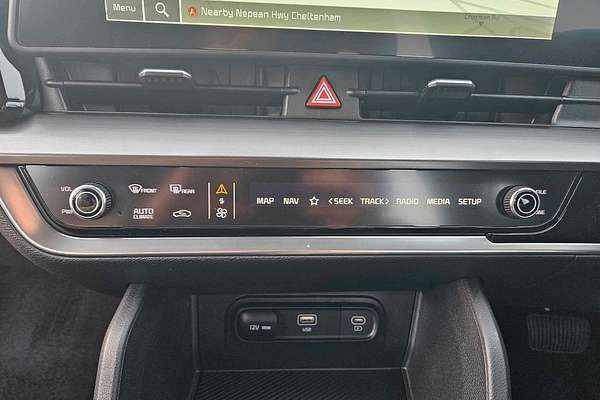 Menu
Nearby Nepean Hwy Cheltenham
VOL
PWR
FRONT
REAR
AUTO
CLIMATE
MAP NAV ☆ <SEEK TRACK> RADIO MEDIA SETUP
FILE
12V
USB